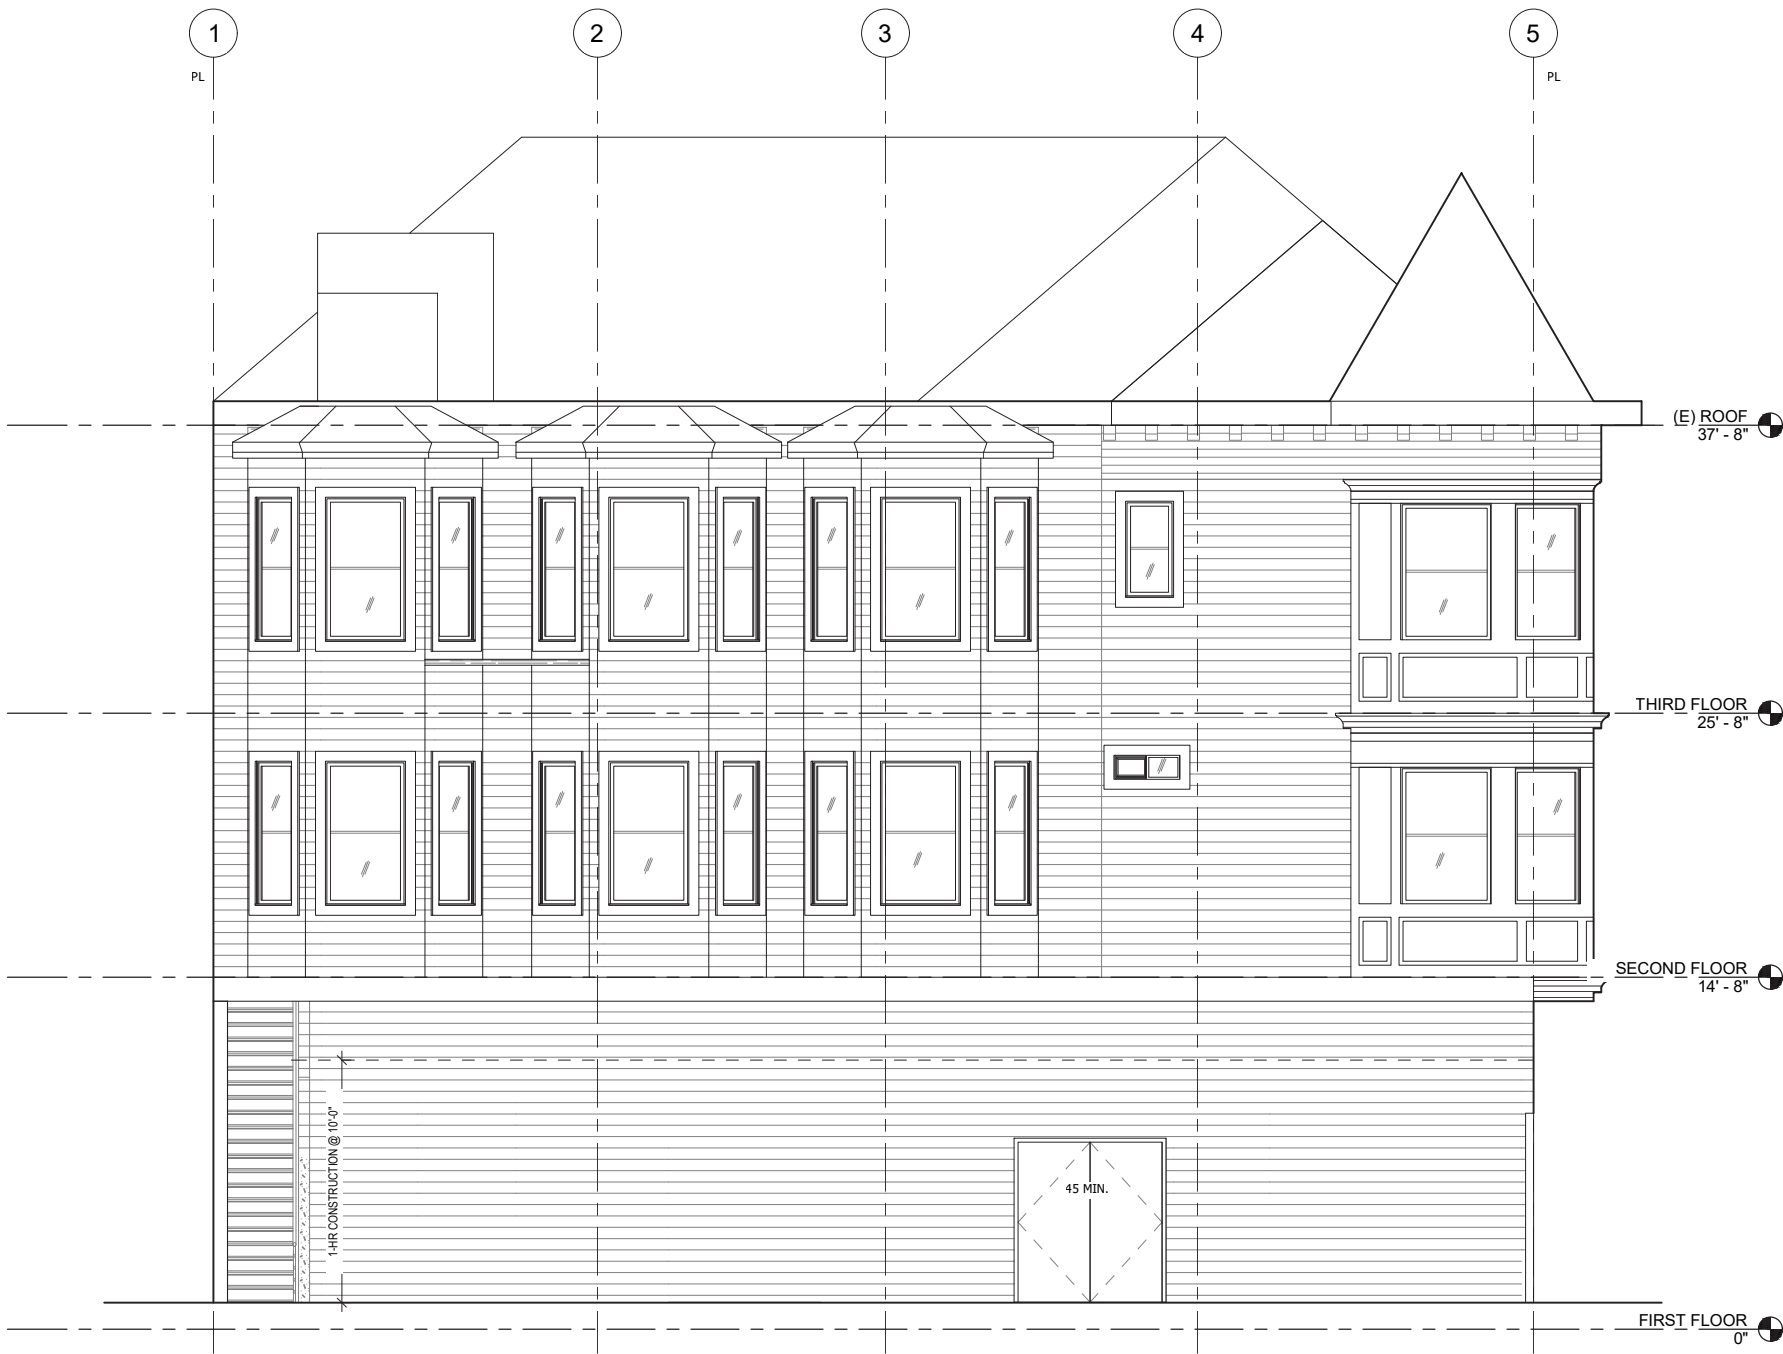 1
2
3
4
5
PL
PL
(E) ROOF
37' - 8"
THIRD FLOOR
25' - 8"
SECOND FLOOR
14' - 8"
1-HR CONSTRUCTION @ 10'-0"
45 MIN.
FIRST FLOOR
0"